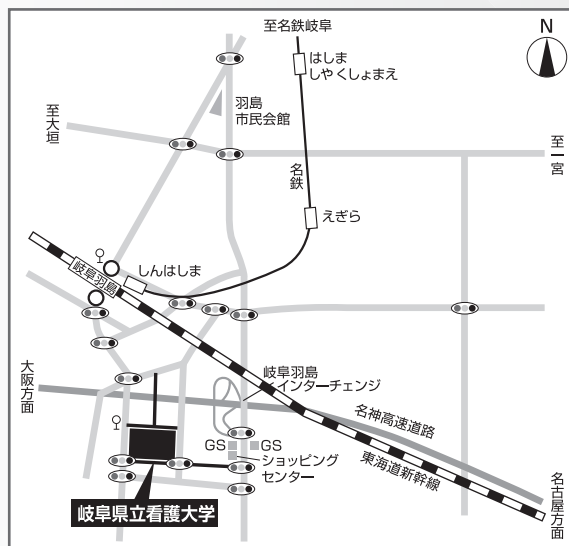 至名鉄岐阜
N
はしま
しやくしょまえ
羽島
市民会館
至大垣
至一宮
名鉄
えぎら
しんはしま
岐阜羽島
大阪方面
岐阜羽島
インターチェンジ
名神高速道路
GS
GS
東海道新幹線
ショッピング
センター
名古屋方面
岐阜県立看護大学